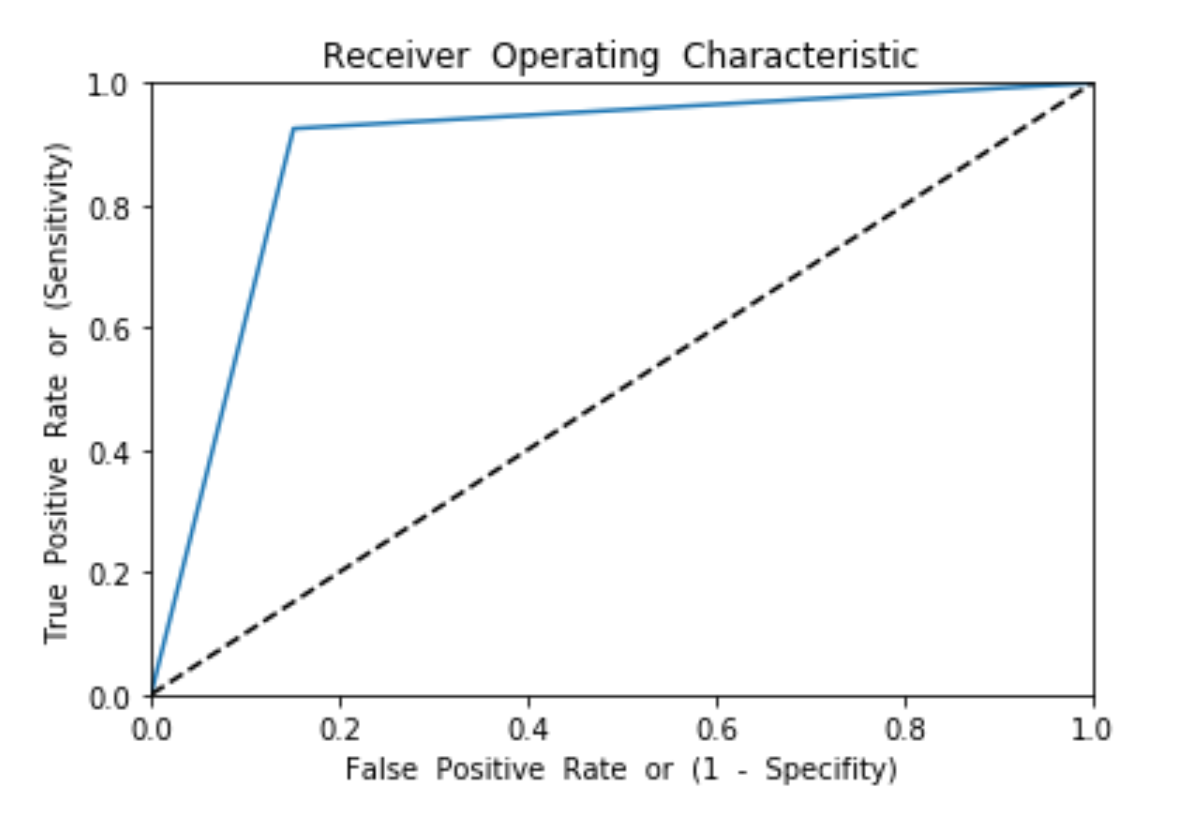 Receiver Operating Characteristic
1.0
0.8
0.6
0.4
0.2
0.0
True Positive Rate or (Sensitivity)
0.0 0.2 0.4 0.6 0.8 1.0
False Positive Rate or (1 - Specifity)